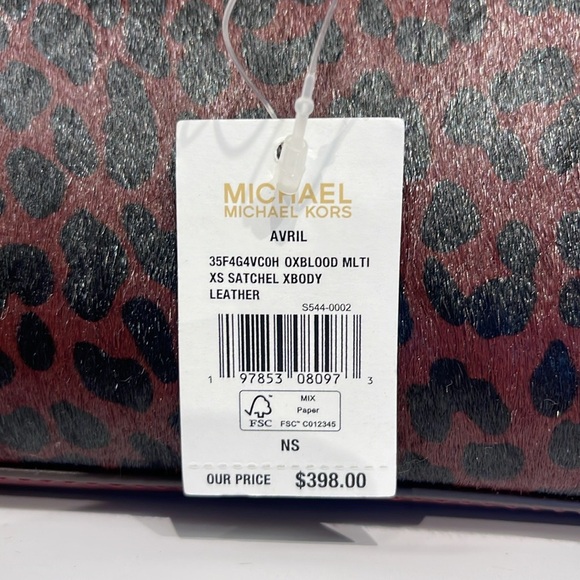 MICHAEL
MICHAEL KORS
AVRIL
35F4G4VC0H OXBLOOD MLTI
XS SATCHEL XBODY
LEATHER
S544-0002
1 97853 08097 3
FSC
MIX
Paper
FSC™ C012345
NS
OUR PRICE $398.00